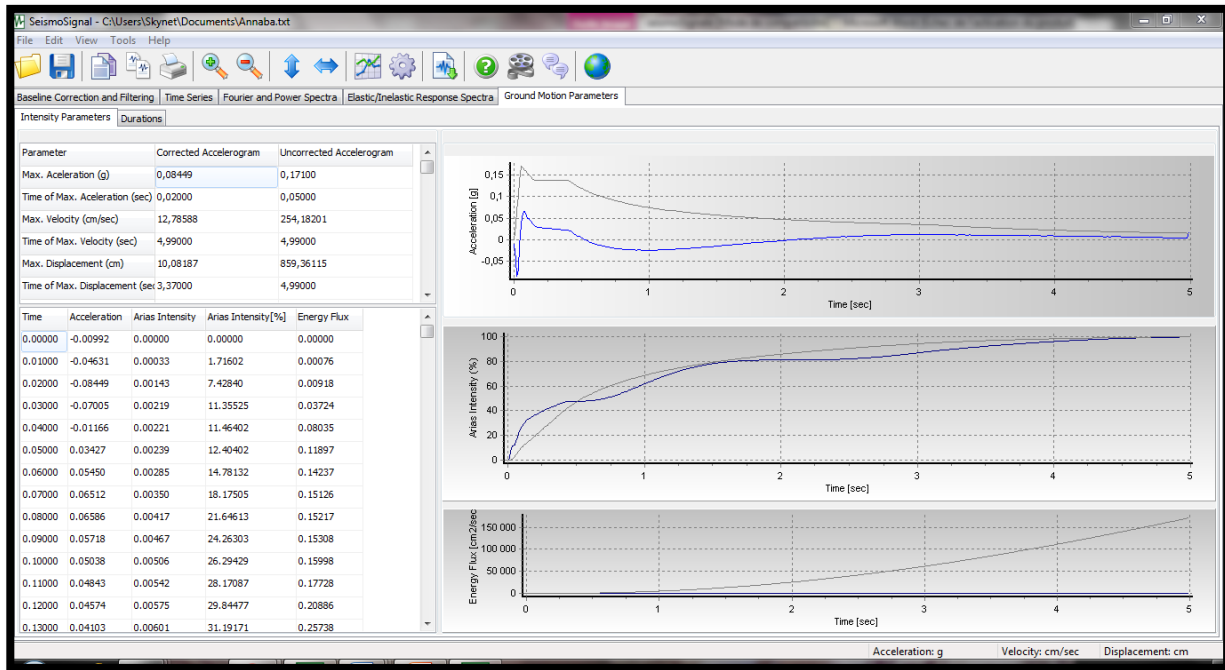 SeismoSignal - C:\Users\Skynet\Documents\Annaba.txt
File Edit View Tools Help
Baseline Correction and Filtering Time Series Fourier and Power Spectra Elastic/Inelastic Response Spectra Ground Motion Parameters
Intensity Parameters Durations
Parameter Corrected Accelerogram Uncorrected Accelerogram
Max. Aceleration (g) 0,08449 0,17100
Time of Max. Aceleration (sec) 0,02000 0,05000
Max. Velocity (cm/sec) 12,78588 254,18201
Time of Max. Velocity (sec) 4,99000 4,99000
Max. Displacement (cm) 10,08187 859,36115
Time of Max. Displacement (sec 3,37000 4,99000
Time Acceleration Arias Intensity Arias Intensity[%] Energy Flux
0.00000 -0.00992 0.00000 0.00000 0.00000
0.01000 -0.04631 0.00033 1.71602 0.00076
0.02000 -0.08449 0.00143 7.42840 0.00918
0.03000 -0.07005 0.00219 11.35525 0.03724
0.04000 -0.01166 0.00221 11.46402 0.08035
0.05000 0.03427 0.00239 12.40402 0.11897
0.06000 0.05450 0.00285 14.78132 0.14237
0.07000 0.06512 0.00350 18.17505 0.15126
0.08000 0.06586 0.00417 21.64613 0.15217
0.09000 0.05718 0.00467 24.26303 0.15308
0.10000 0.05038 0.00506 26.29429 0.15998
0.11000 0.04843 0.00542 28.17087 0.17728
0.12000 0.04574 0.00575 29.84477 0.20886
0.13000 0.04103 0.00601 31.19171 0.25738
Acceleration [g]
0,15
0,1
0,05
0
-0,05
0 1 2 3 4 5
Time [sec]
Arias Intensity (%)
100
80
60
40
20
0
0 1 2 3 4 5
Time [sec]
Energy Flux [cm2/sec
150 000
100 000
50 000
0
0 1 2 3 4 5
Time [sec]
Acceleration: g Velocity: cm/sec Displacement: cm